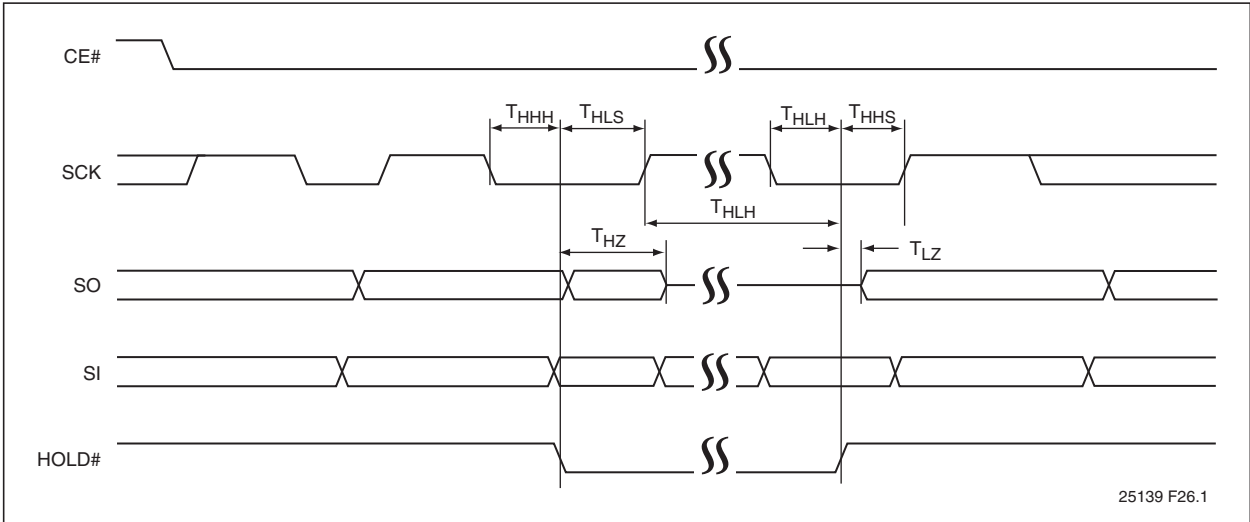 CE#
THHH THLS THLH THHS
SCK
THLH
THZ TLZ
SO
SI
HOLD#
25139 F26.1